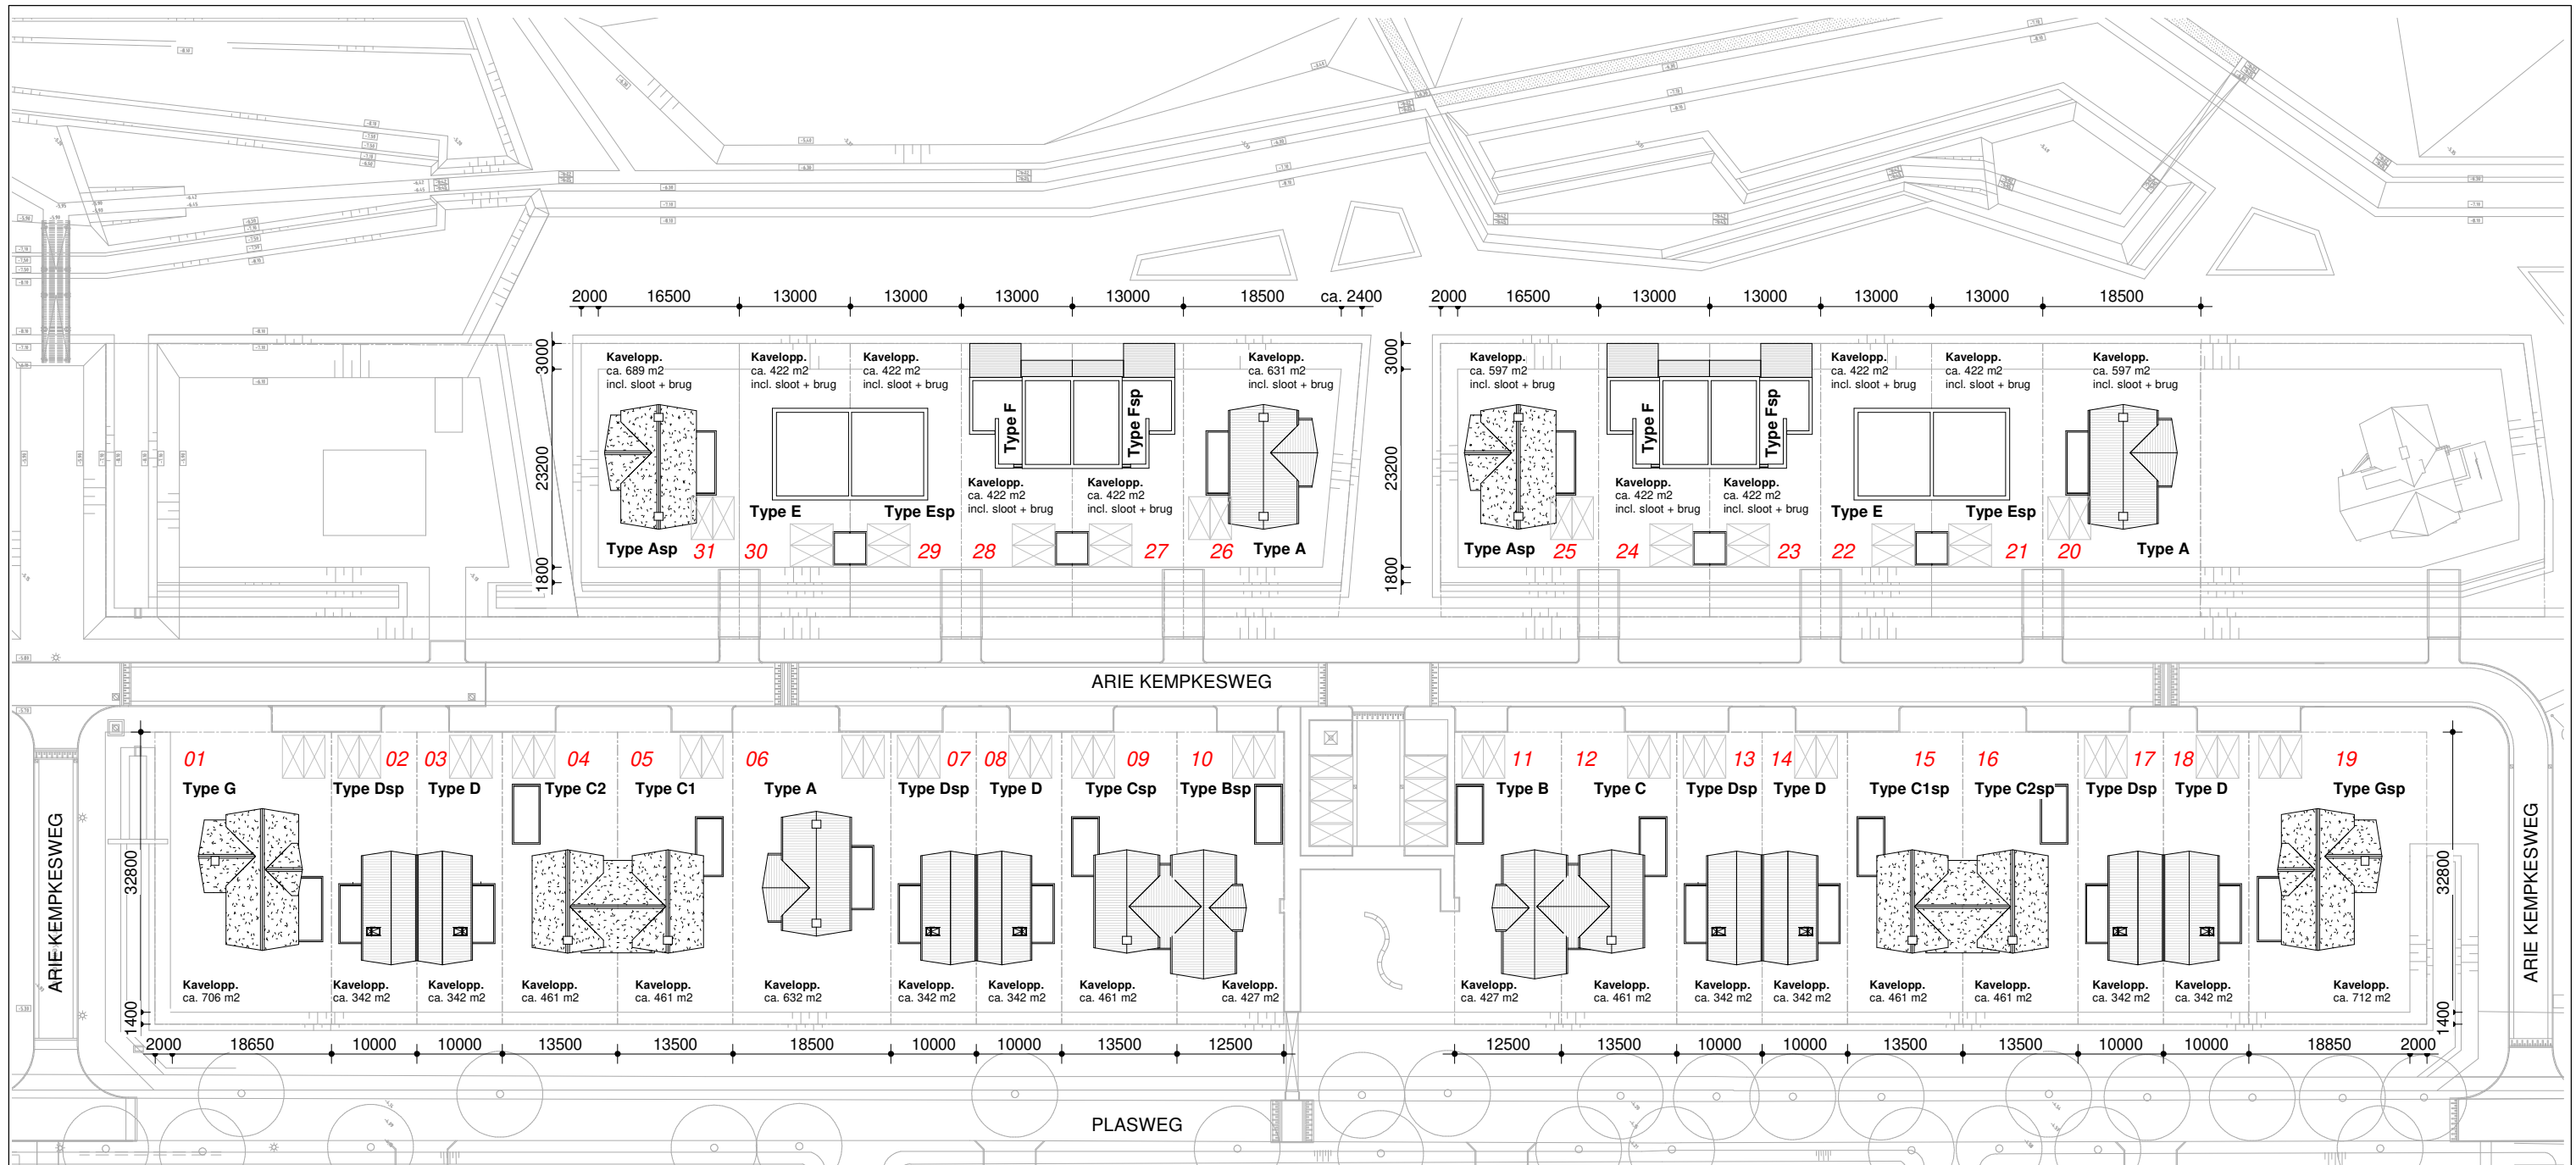 2000 16500 13000 13000 13000 13000 18500 ca. 2400
2000 16500 13000 13000 13000 13000 18500
3000
23200
1800
Kavelopp.
ca. 689 m2
incl. sloot + brug
Type Asp 31
Kavelopp.
ca. 422 m2
incl. sloot + brug
Type E
30
Kavelopp.
ca. 422 m2
incl. sloot + brug
Type Esp
29
Type F
Kavelopp.
ca. 422 m2
incl. sloot + brug
28
Type Fsp
Kavelopp.
ca. 422 m2
incl. sloot + brug
27
Kavelopp.
ca. 631 m2
incl. sloot + brug
26 Type A
3000
23200
1800
Kavelopp.
ca. 597 m2
incl. sloot + brug
Type Asp 25
Type F
Kavelopp.
ca. 422 m2
incl. sloot + brug
24
Type Fsp
Kavelopp.
ca. 422 m2
incl. sloot + brug
23
Kavelopp.
ca. 422 m2
incl. sloot + brug
Type E
22
Kavelopp.
ca. 422 m2
incl. sloot + brug
Type Esp
21
Kavelopp.
ca. 597 m2
incl. sloot + brug
20 Type A
ARIE KEMPKESWEG
ARIE KEMPKESWEG
32800
1400
01
Type G
Kavelopp.
ca. 706 m2
02
Type Dsp
Kavelopp.
ca. 342 m2
03
Type D
Kavelopp.
ca. 342 m2
04
Type C2
Kavelopp.
ca. 461 m2
05
Type C1
Kavelopp.
ca. 461 m2
06
Type A
Kavelopp.
ca. 632 m2
07
Type Dsp
Kavelopp.
ca. 342 m2
08
Type D
Kavelopp.
ca. 342 m2
09
Type Csp
Kavelopp.
ca. 461 m2
10
Type Bsp
Kavelopp.
ca. 427 m2
11
Type B
Kavelopp.
ca. 427 m2
12
Type C
Kavelopp.
ca. 461 m2
13
Type Dsp
Kavelopp.
ca. 342 m2
14
Type D
Kavelopp.
ca. 342 m2
15
Type C1sp
Kavelopp.
ca. 461 m2
16
Type C2sp
Kavelopp.
ca. 461 m2
17
Type Dsp
Kavelopp.
ca. 342 m2
18
Type D
Kavelopp.
ca. 342 m2
19
Type Gsp
Kavelopp.
ca. 712 m2
32800
1400
ARIE KEMPKESWEG
2000 18650 10000 10000 13500 13500 18500 10000 10000 13500 12500
12500 13500 10000 10000 13500 13500 10000 10000 18850 2000
PLASWEG